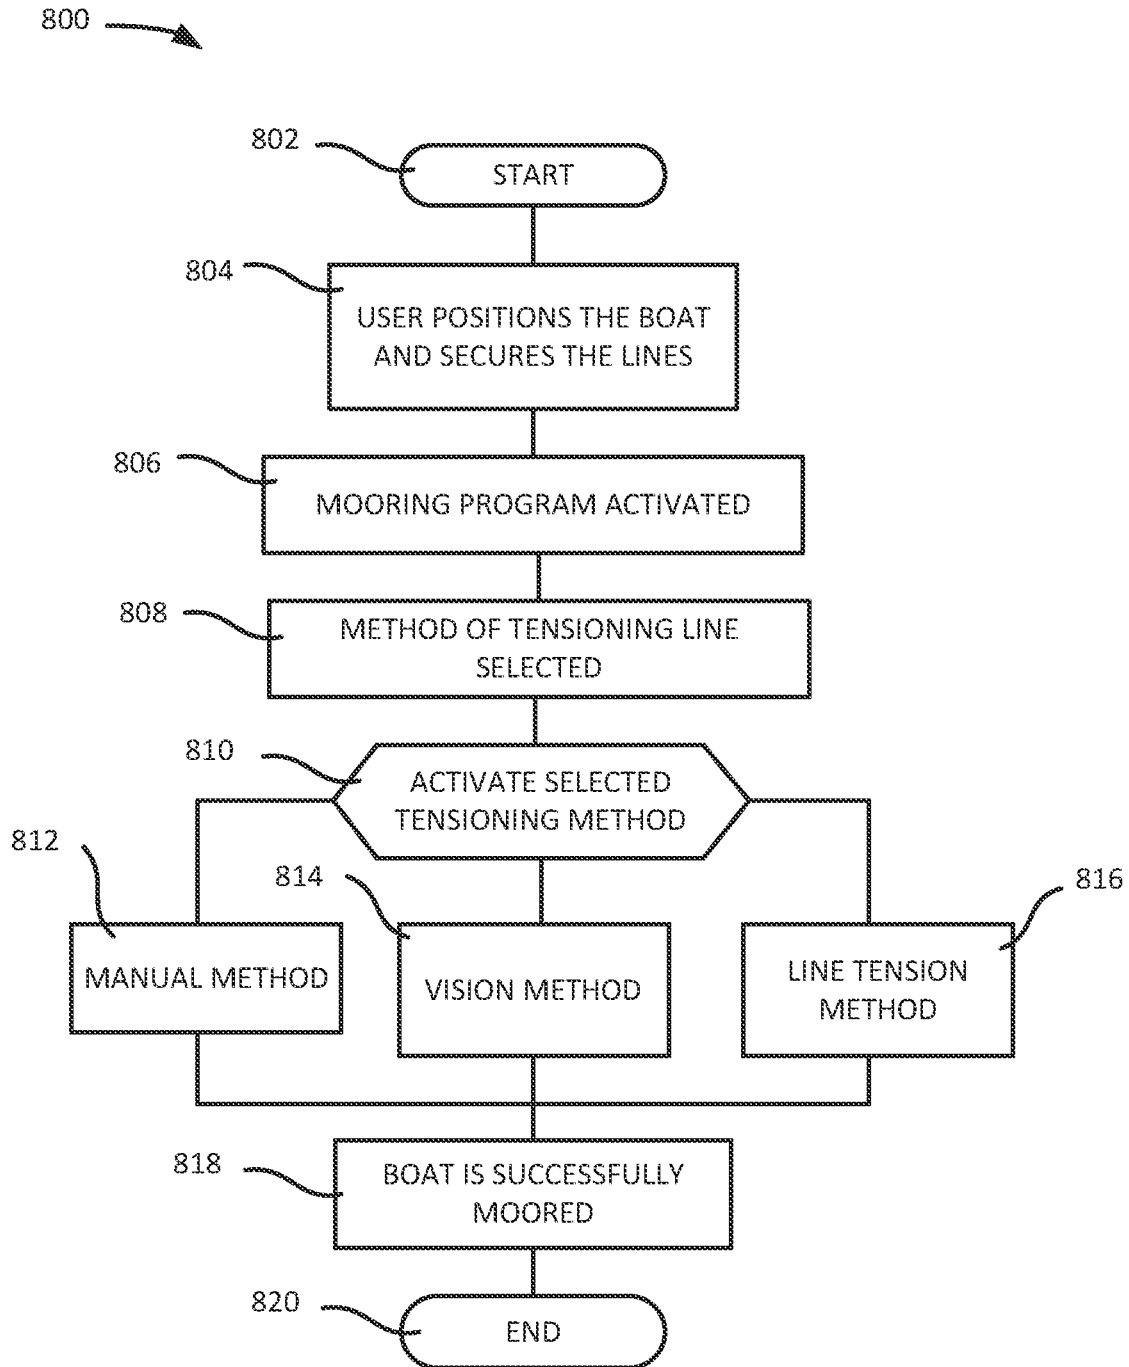 800
802
START
804
USER POSITIONS THE BOAT
AND SECURES THE LINES
806
MOORING PROGRAM ACTIVATED
808
METHOD OF TENSIONING LINE
SELECTED
810
ACTIVATE SELECTED
TENSIONING METHOD
812
MANUAL METHOD
814
VISION METHOD
816
LINE TENSION
METHOD
818
BOAT IS SUCCESSFULLY
MOORED
820
END